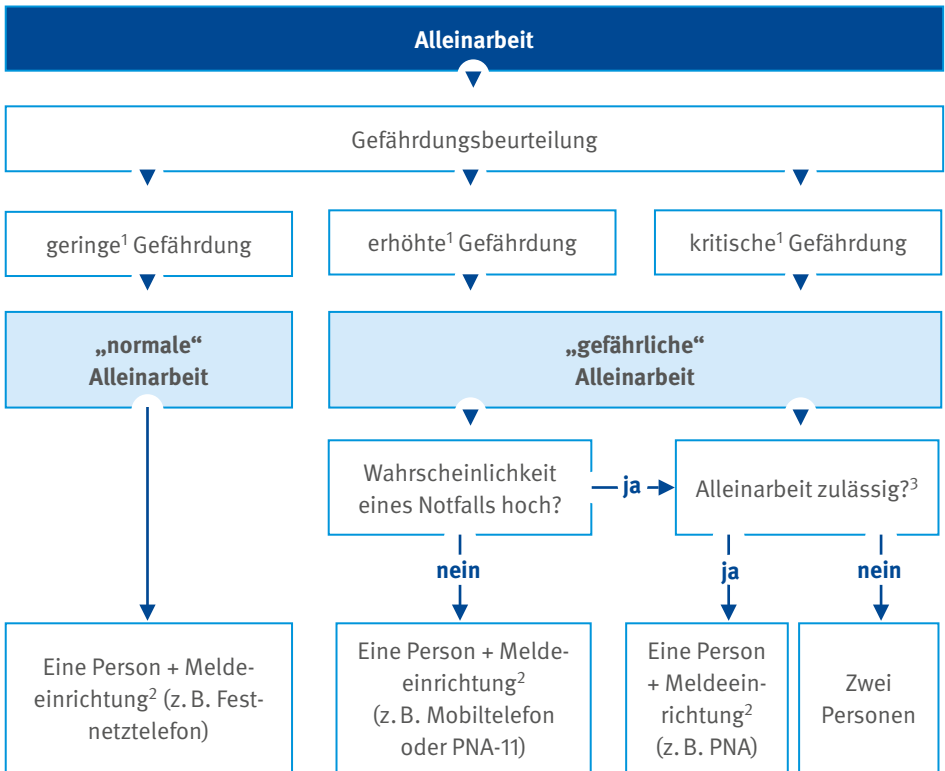 Alleinarbeit
Gefährdungsbeurteilung
geringe¹ Gefährdung
erhöhte¹ Gefährdung
kritische¹ Gefährdung
„normale“
Alleinarbeit
„gefährliche“
Alleinarbeit
Wahrscheinlichkeit
eines Notfalls hoch?
ja
Alleinarbeit zulässig?³
nein
ja
nein
Eine Person + Melde-
einrichtung² (z. B. Fest-
netztelefon)
Eine Person + Melde-
einrichtung²
(z. B. Mobiltelefon
oder PNA-11)
Eine Person
+ Meldeein-
richtung²
(z. B. PNA)
Zwei
Personen